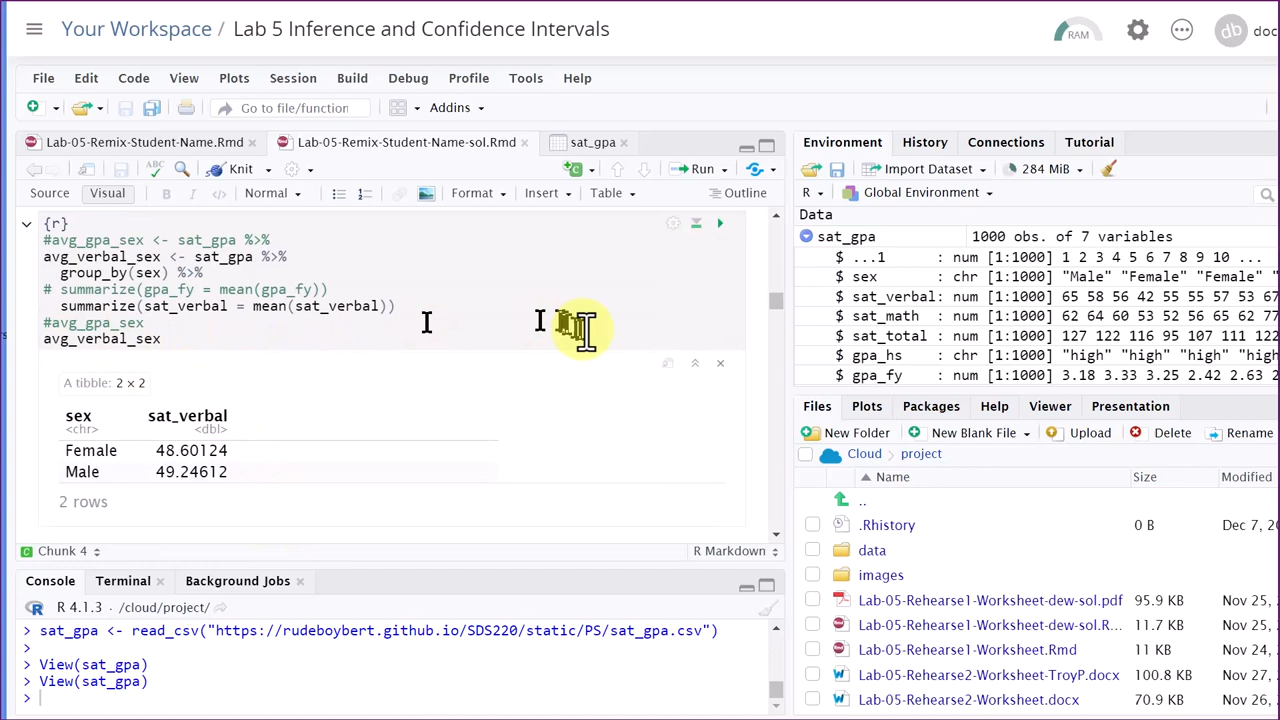 Your Workspace / Lab 5 Inference and Confidence Intervals
RAM
db
doc
File Edit Code View Plots Session Build Debug Profile Tools Help
Go to file/function
Addins
Lab-05-Remix-Student-Name.Rmd
Lab-05-Remix-Student-Name-sol.Rmd
sat_gpa
ABC
Knit
Run
Source Visual B I </> Normal Format Insert Table Outline
{r}
#avg_gpa_sex <- sat_gpa %>%
avg_verbal_sex <- sat_gpa %>%
group_by(sex) %>%
# summarize(gpa_fy = mean(gpa_fy))
summarize(sat_verbal = mean(sat_verbal))
#avg_gpa_sex
avg_verbal_sex
A tibble: 2 × 2
sex sat_verbal
<chr> <dbl>
Female 48.60124
Male 49.24612
2 rows
C Chunk 4
R Markdown
Console Terminal Background Jobs
R R 4.1.3 · /cloud/project/
> sat_gpa <- read_csv("https://rudeboybert.github.io/SDS220/static/PS/sat_gpa.csv")
>
> View(sat_gpa)
> View(sat_gpa)
>
Environment History Connections Tutorial
Import Dataset 284 MiB
R Global Environment
Data
sat_gpa 1000 obs. of 7 variables
$ ...1 : num [1:1000] 1 2 3 4 5 6 7 8 9 10 ...
$ sex : chr [1:1000] "Male" "Female" "Female" "
$ sat_verbal: num [1:1000] 65 58 56 42 55 55 57 53 67
$ sat_math : num [1:1000] 62 64 60 53 52 56 65 62 77
$ sat_total : num [1:1000] 127 122 116 95 107 111 122
$ gpa_hs : chr [1:1000] "high" "high" "high" "high"
$ gpa_fy : num [1:1000] 3.18 3.33 3.25 2.42 2.63
Files Plots Packages Help Viewer Presentation
New Folder New Blank File Upload Delete Rename
Cloud project
Name Size Modified
..
.Rhistory 0 B Dec 7, 20
data
images
Lab-05-Rehearse1-Worksheet-dew-sol.pdf 95.9 KB Nov 25,
Lab-05-Rehearse1-Worksheet-dew-sol.R... 11.7 KB Nov 25,
Lab-05-Rehearse1-Worksheet.Rmd 11 KB Nov 24,
Lab-05-Rehearse2-Worksheet-TroyP.docx 100.8 KB Nov 27,
Lab-05-Rehearse2-Worksheet.docx 70.9 KB Nov 26,